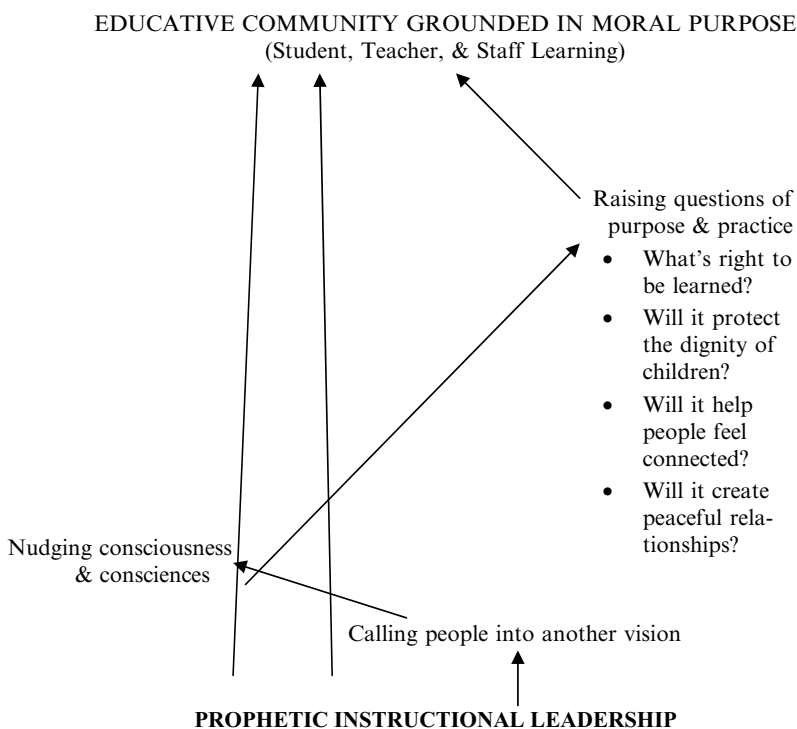 EDUCATIVE COMMUNITY GROUNDED IN MORAL PURPOSE
(Student, Teacher, & Staff Learning)
Raising questions of
purpose & practice
• What's right to
be learned?
• Will it protect
the dignity of
children?
• Will it help
people feel
connected?
• Will it create
peaceful rela-
tionships?
Nudging consciousness
& consciences
Calling people into another vision
PROPHETIC INSTRUCTIONAL LEADERSHIP